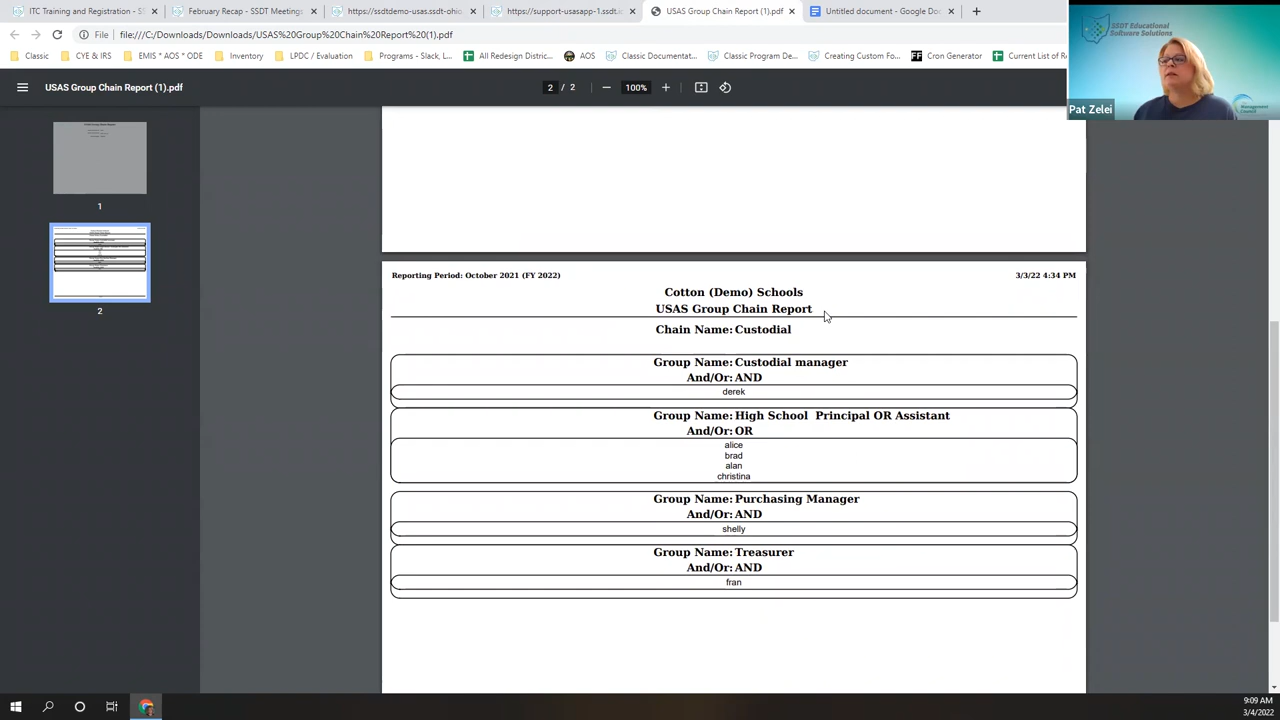 ITC Training and Registration - S
February Recap - SSDT Meetings
https://ssdtdemo-usas.ssdt-ohio.
https://support-usasapp-1.ssdt.io
USAS Group Chain Report (1).pdf
Untitled document - Google Doc
File
file:///C:/Downloads/Downloads/USAS%20Group%20Chain%20Report%20(1).pdf
Classic
CYE & IRS
EMIS * AOS * ODE
Inventory
LPDC / Evaluation
Programs - Slack, L...
All Redesign Distric...
AOS
Classic Documentat...
Classic Program De...
Creating Custom Fo...
Cron Generator
Current List of R
SSDT Educational
Software Solutions
Management
Council
Pat Zelei
USAS Group Chain Report (1).pdf
2 / 2
100%
1
2
Reporting Period: October 2021 (FY 2022)
3/3/22 4:34 PM
Cotton (Demo) Schools
USAS Group Chain Report
Chain Name: Custodial
Group Name: Custodial manager
And/Or: AND
derek
Group Name: High School  Principal OR Assistant
And/Or: OR
alice
brad
alan
christina
Group Name: Purchasing Manager
And/Or: AND
shelly
Group Name: Treasurer
And/Or: AND
fran
9:09 AM
3/4/2022